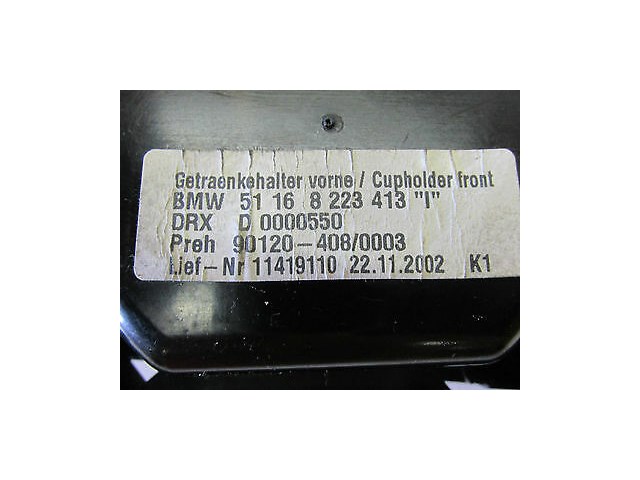 Getraenkehalter vorne / Cupholder front
BMW 51 16 8 223 413 "I"
DRX D 0000550
Preh 90120-408/0003
Lief-Nr 11419110 22.11.2002 K1